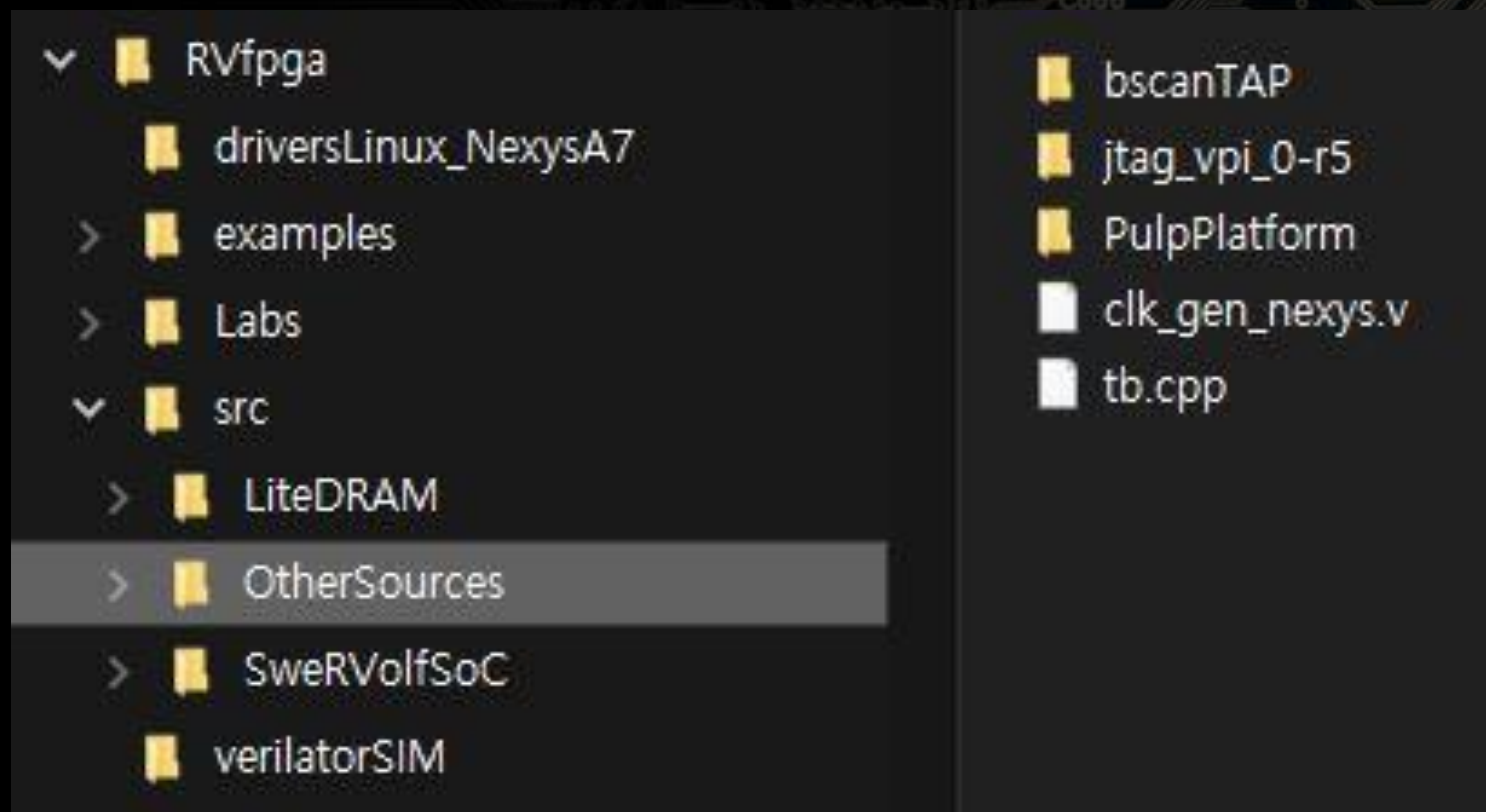 RVfpga
driversLinux_NexysA7
examples
Labs
src
LiteDRAM
OtherSources
SweRVolfSoC
verilatorSIM
bscanTAP
jtag_vpi_0-r5
PulpPlatform
clk_gen_nexys.v
tb.cpp